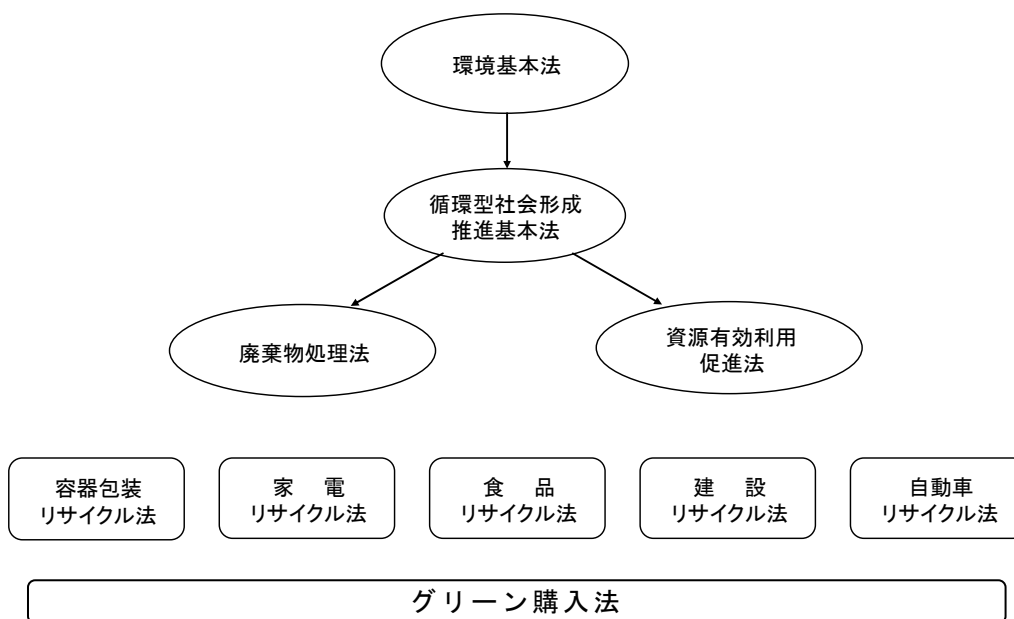 環境基本法
循環型社会形成
推進基本法
廃棄物処理法
資源有効利用
促進法
容器包装
リサイクル法
家　電
リサイクル法
食　品
リサイクル法
建　設
リサイクル法
自動車
リサイクル法
グリーン購入法